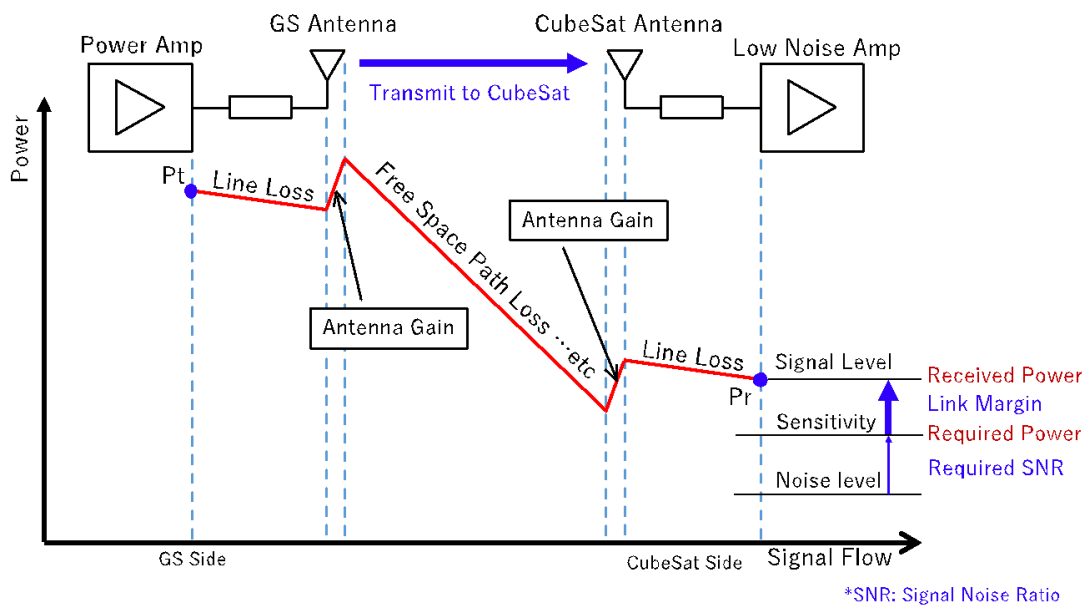 GS Antenna
CubeSat Antenna
Power Amp
Low Noise Amp
Transmit to CubeSat
Power
Pt
Line Loss
Free Space Path Loss …etc
Antenna Gain
Antenna Gain
Line Loss
Pr
Signal Level
Received Power
Link Margin
Sensitivity
Required Power
Required SNR
Noise level
GS Side
CubeSat Side
Signal Flow
*SNR: Signal Noise Ratio